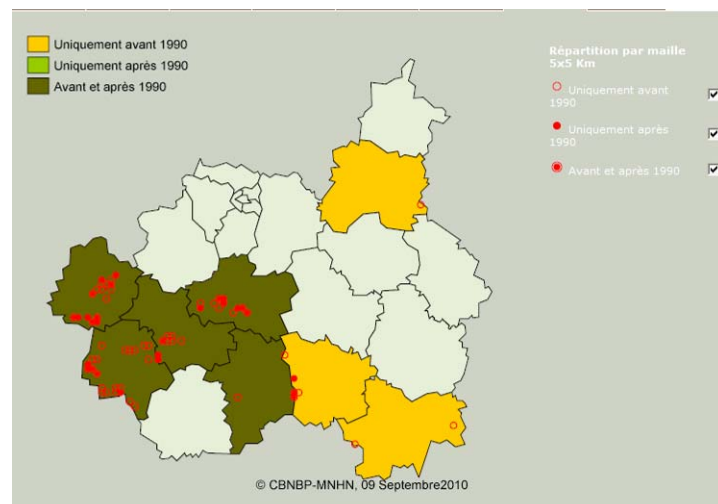 Uniquement avant 1990
Uniquement après 1990
Avant et après 1990
Répartition par maille
5x5 Km
Uniquement avant
1990
Uniquement après
1990
Avant et après 1990
© CBNBP-MNHN, 09 Septembre2010